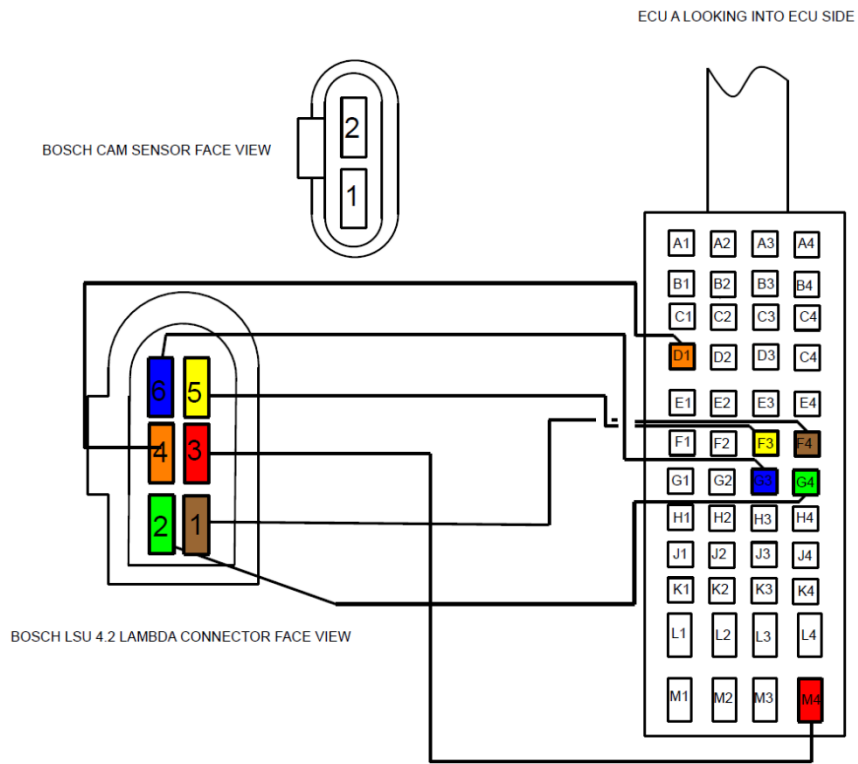 ECU A LOOKING INTO ECU SIDE
BOSCH CAM SENSOR FACE VIEW
2
1
A1 A2 A3 A4
B1 B2 B3 B4
C1 C2 C3 C4
D1 D2 D3 C4
E1 E2 E3 E4
F1 F2 F3 F4
G1 G2 G3 G4
H1 H2 H3 H4
J1 J2 J3 J4
K1 K2 K3 K4
L1 L2 L3 L4
M1 M2 M3 M4
6 5
4 3
2 1
BOSCH LSU 4.2 LAMBDA CONNECTOR FACE VIEW